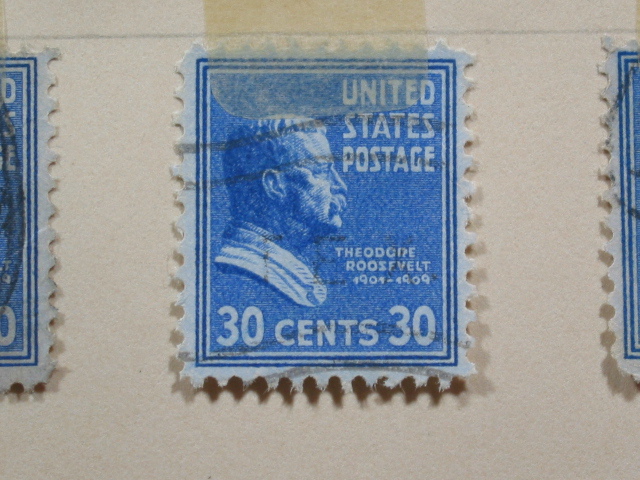 UNITED
STATES
POSTAGE
THEODORE
ROOSEVELT
1901-1909
30 CENTS 30